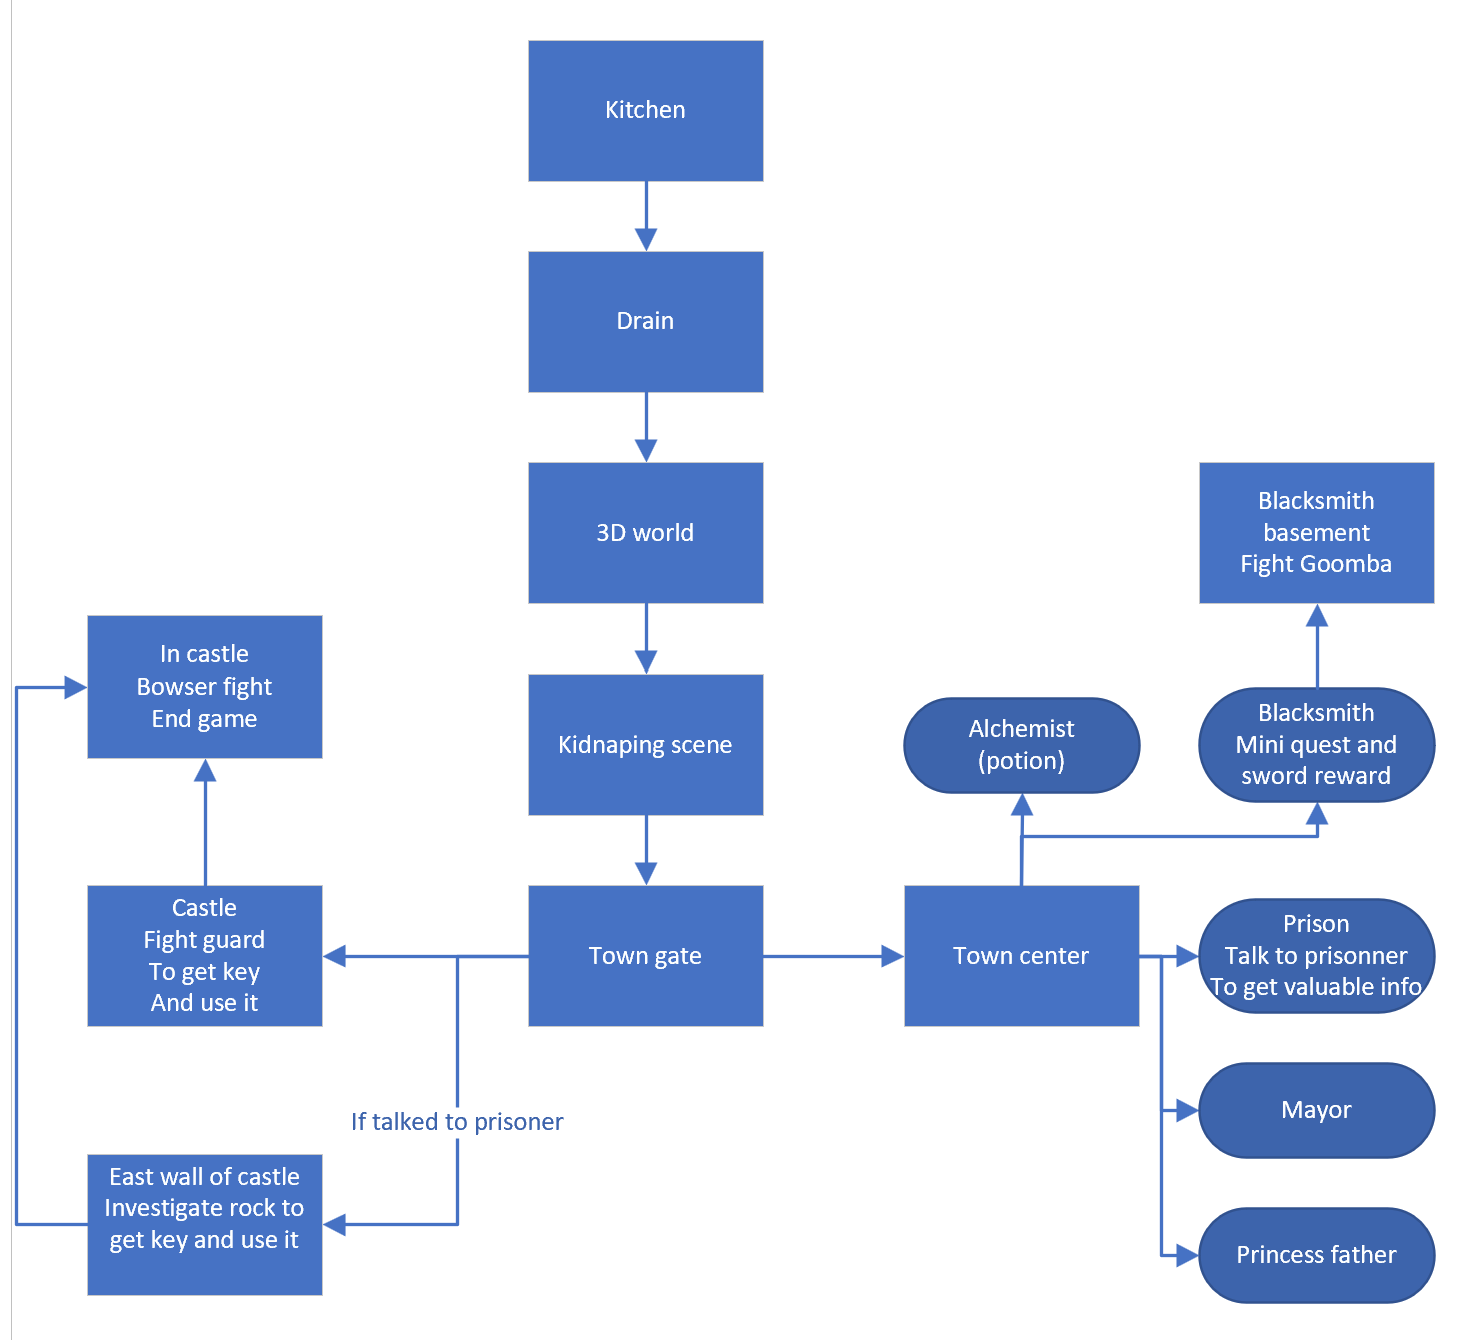 Kitchen
Drain
3D world
Kidnaping scene
Town gate
In castle
Bowser fight
End game
Castle
Fight guard
To get key
And use it
If talked to prisoner
East wall of castle
Investigate rock to
get key and use it
Town center
Alchemist
(potion)
Blacksmith
basement
Fight Goomba
Blacksmith
Mini quest and
sword reward
Prison
Talk to prisonner
To get valuable info
Mayor
Princess father